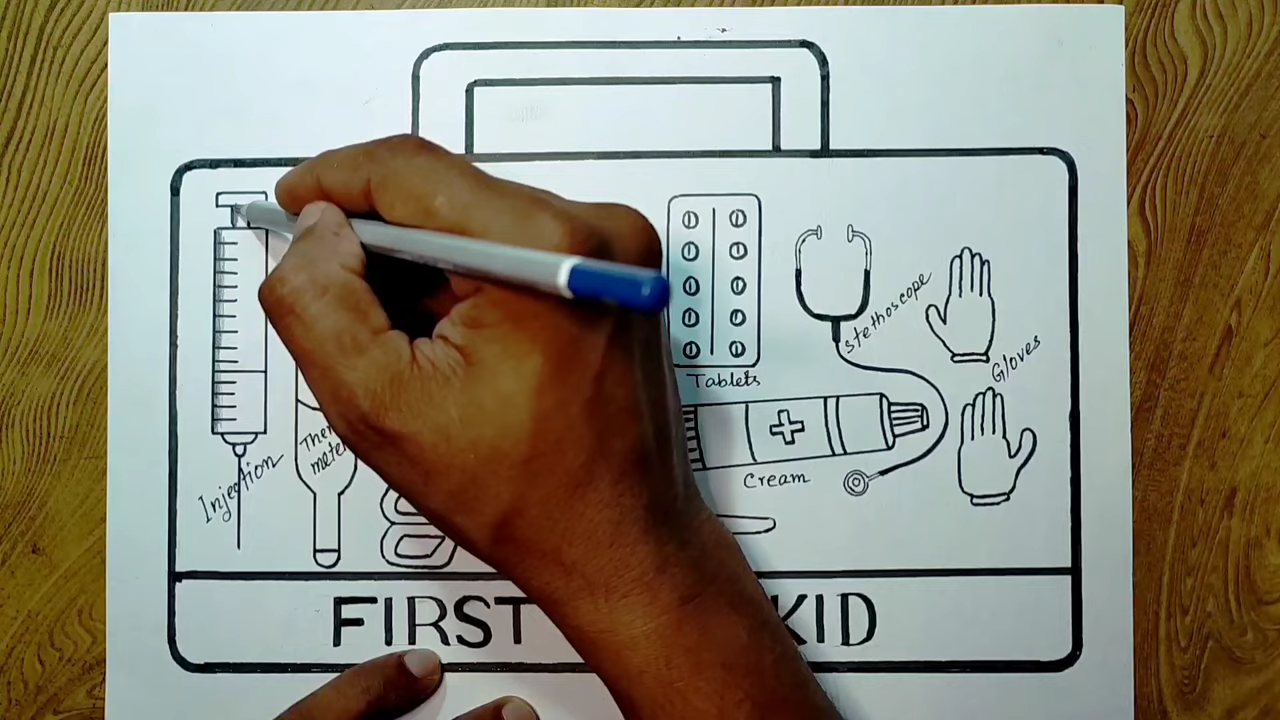 Tablets
stethoscope
Gloves
Injection
Cream
FIRST
KID